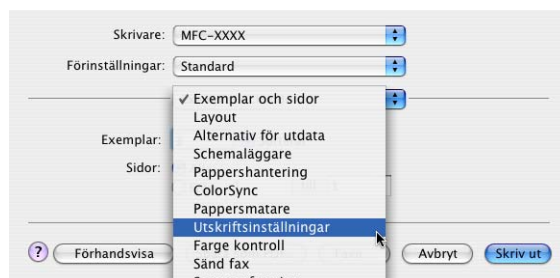 Skrivare: MFC-XXXX
Förinställningar: Standard
✓ Exemplar och sidor
Layout
Alternativ för utdata
Exemplar:
Schemaläggare
Sidor:
Pappershantering
ColorSync
Pappersmatare
Utskriftsinställningar
Farge kontroll
Sänd fax
? Förhandsvisa Avbryt Skriv ut